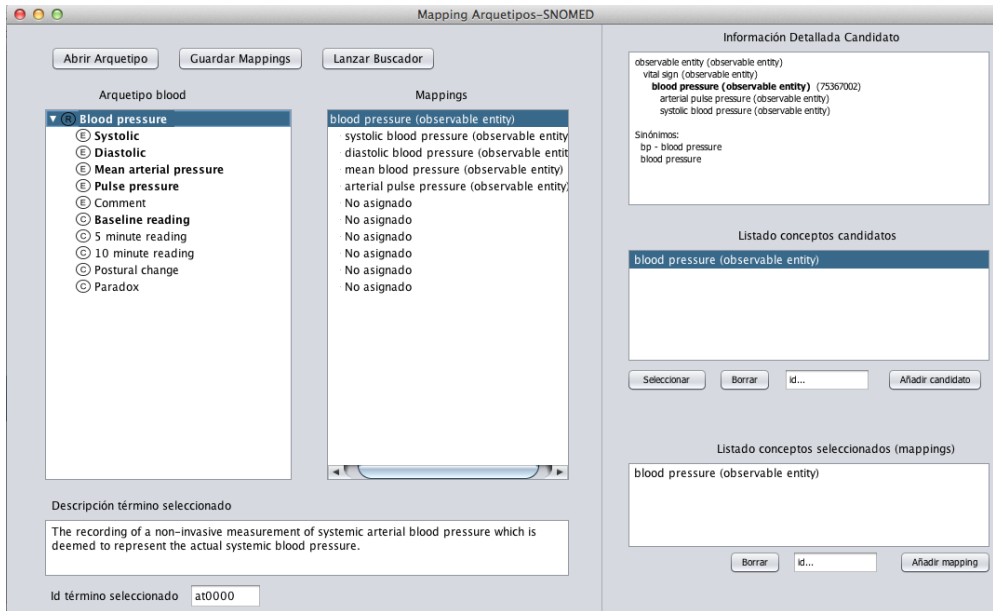 Mapping Arquetipos-SNOMED
Abrir Arquetipo
Guardar Mappings
Lanzar Buscador
Arquetipo blood
R Blood pressure
E Systolic
E Diastolic
E Mean arterial pressure
E Pulse pressure
E Comment
C Baseline reading
C 5 minute reading
C 10 minute reading
C Postural change
C Paradox
Mappings
blood pressure (observable entity)
systolic blood pressure (observable entity
diastolic blood pressure (observable entit
mean blood pressure (observable entity)
arterial pulse pressure (observable entity)
No asignado
No asignado
No asignado
No asignado
No asignado
No asignado
Descripción término seleccionado
The recording of a non-invasive measurement of systemic arterial blood pressure which is
deemed to represent the actual systemic blood pressure.
Id término seleccionado at0000
Información Detallada Candidato
observable entity (observable entity)
vital sign (observable entity)
blood pressure (observable entity) (75367002)
arterial pulse pressure (observable entity)
systolic blood pressure (observable entity)
Sinónimos:
bp - blood pressure
blood pressure
Listado conceptos candidatos
blood pressure (observable entity)
Seleccionar Borrar id... Añadir candidato
Listado conceptos seleccionados (mappings)
blood pressure (observable entity)
Borrar id... Añadir mapping